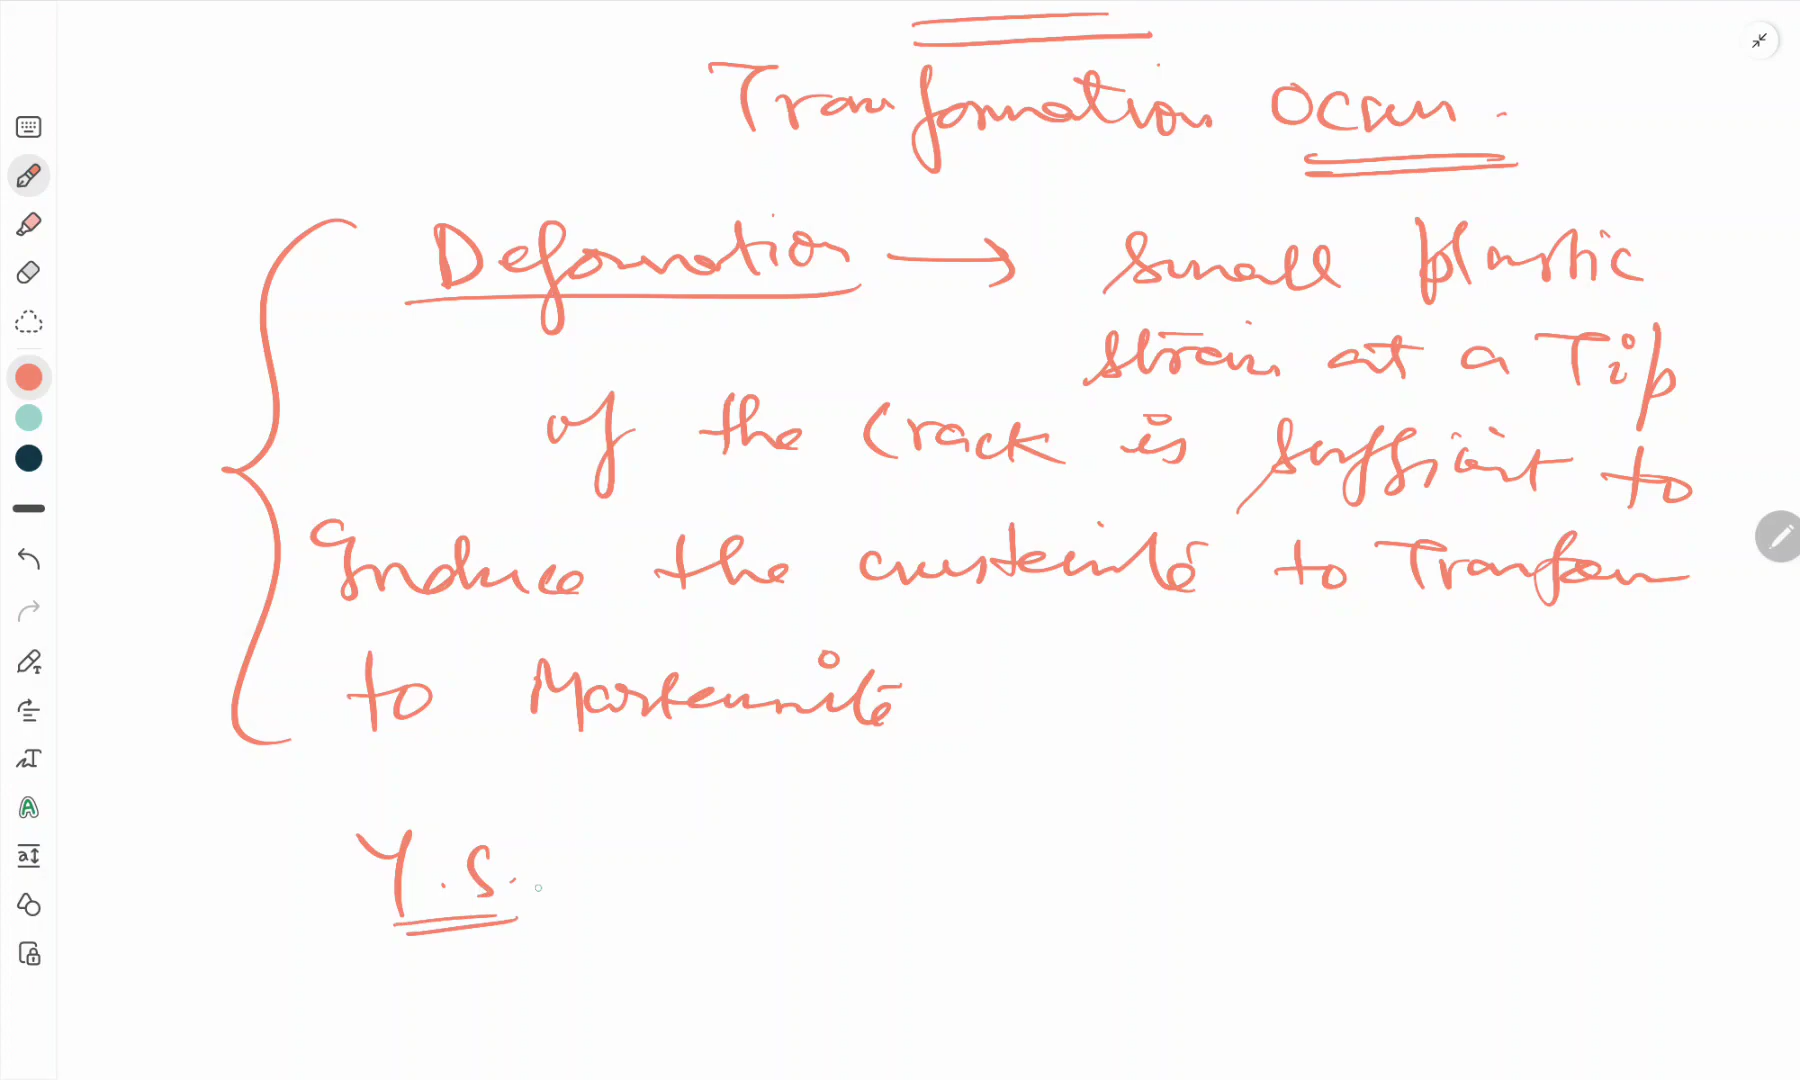 Transformation Occurs.
Deformation → Small plastic
strain at a Tip
of the Crack is sufficient to
Induce the austenite to Transform
to Martensite
Y.S.